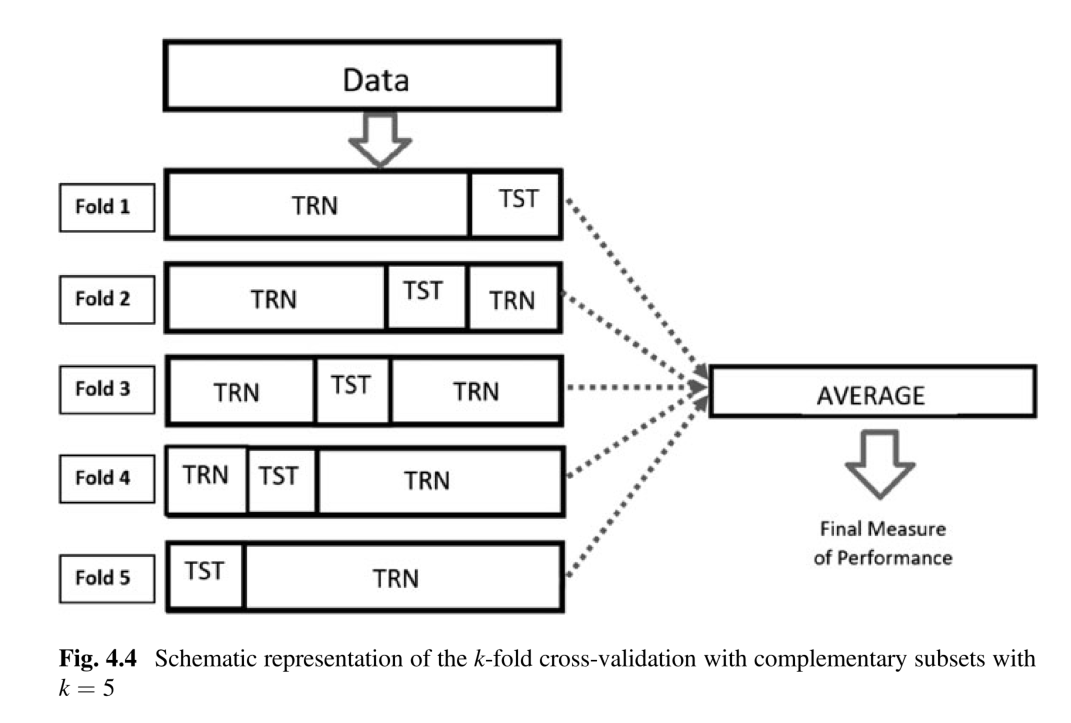 Data
Fold 1
TRN
TST
Fold 2
TRN
TST
TRN
Fold 3
TRN
TST
TRN
Fold 4
TRN
TST
TRN
Fold 5
TST
TRN
AVERAGE
Final Measure
of Performance
Fig. 4.4 Schematic representation of the k-fold cross-validation with complementary subsets with
k = 5